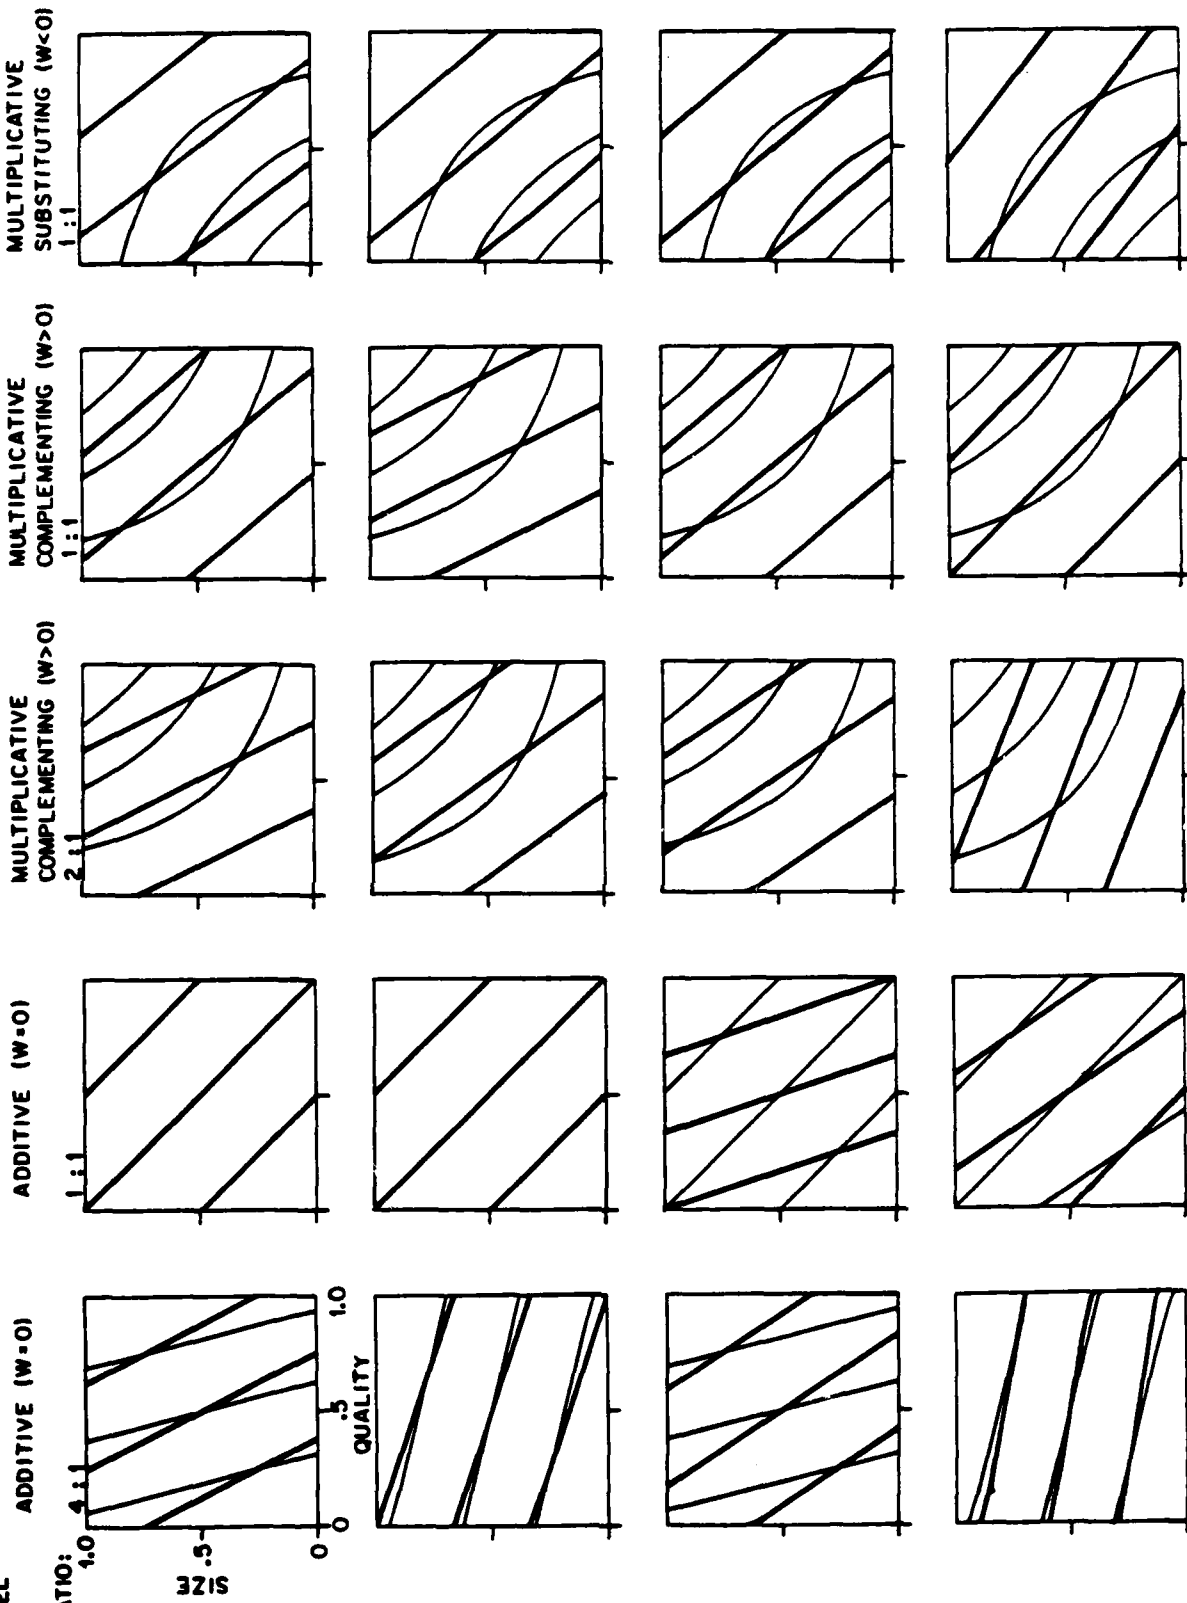 MULTIPLICATIVE
SUBSTITUTING (W<0)
1:1
MULTIPLICATIVE
COMPLEMENTING (W>0)
1:1
MULTIPLICATIVE
COMPLEMENTING (W>0)
2:1
ADDITIVE (W=0)
1:1
ADDITIVE (W=0)
4:1
1.0
.5
0
SIZE
0
.5
1.0
QUALITY